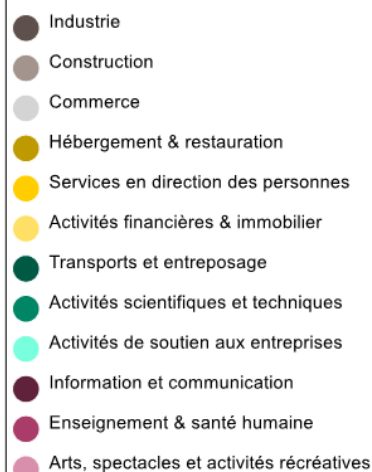 Industrie
Construction
Commerce
Hébergement & restauration
Services en direction des personnes
Activités financières & immobilier
Transports et entreposage
Activités scientifiques et techniques
Activités de soutien aux entreprises
Information et communication
Enseignement & santé humaine
Arts, spectacles et activités récréatives